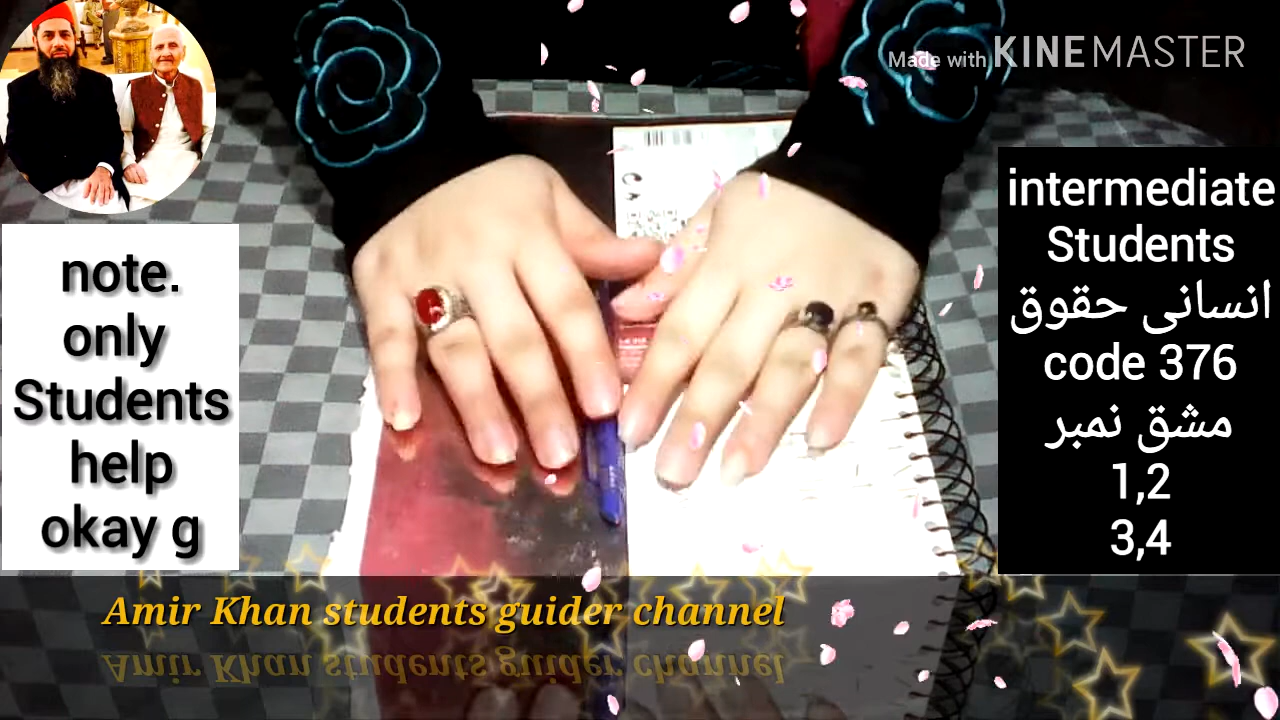 Made with KINEMASTER
note.
only
Students
help
okay g
intermediate
Students
انسانی حقوق
code 376
مشق نمبر
1,2
3,4
Amir Khan students guider channel